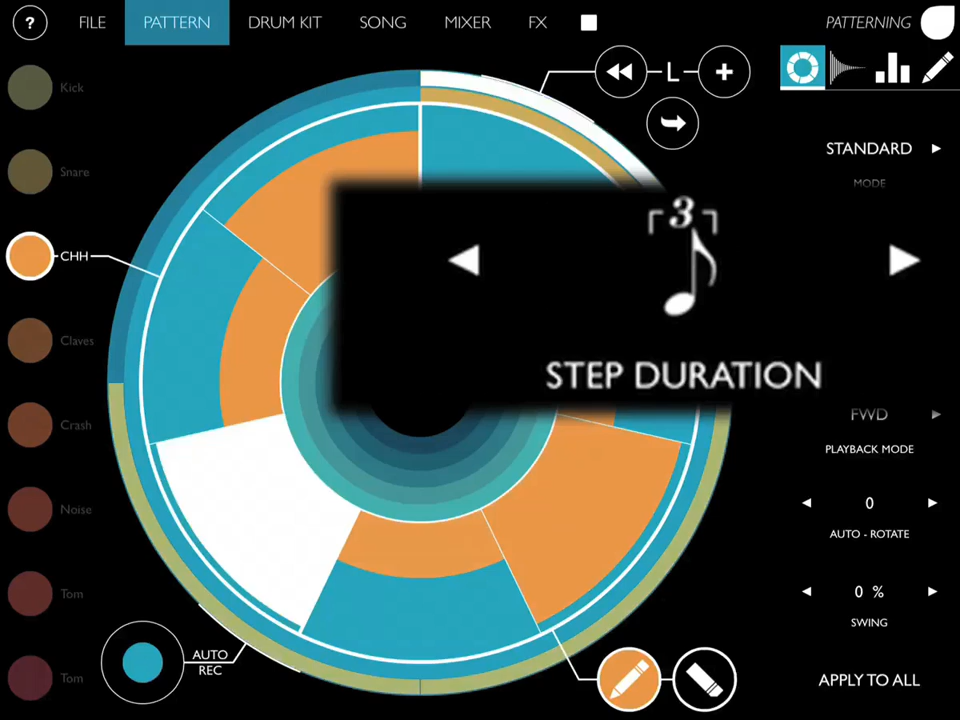 ?
FILE
PATTERN
DRUM KIT
SONG
MIXER
FX
PATTERNING
Kick
L
+
STANDARD
MODE
Snare
3
CHH
Claves
STEP DURATION
Crash
FWD
PLAYBACK MODE
Noise
0
AUTO - ROTATE
Tom
0 %
SWING
AUTO
REC
Tom
APPLY TO ALL